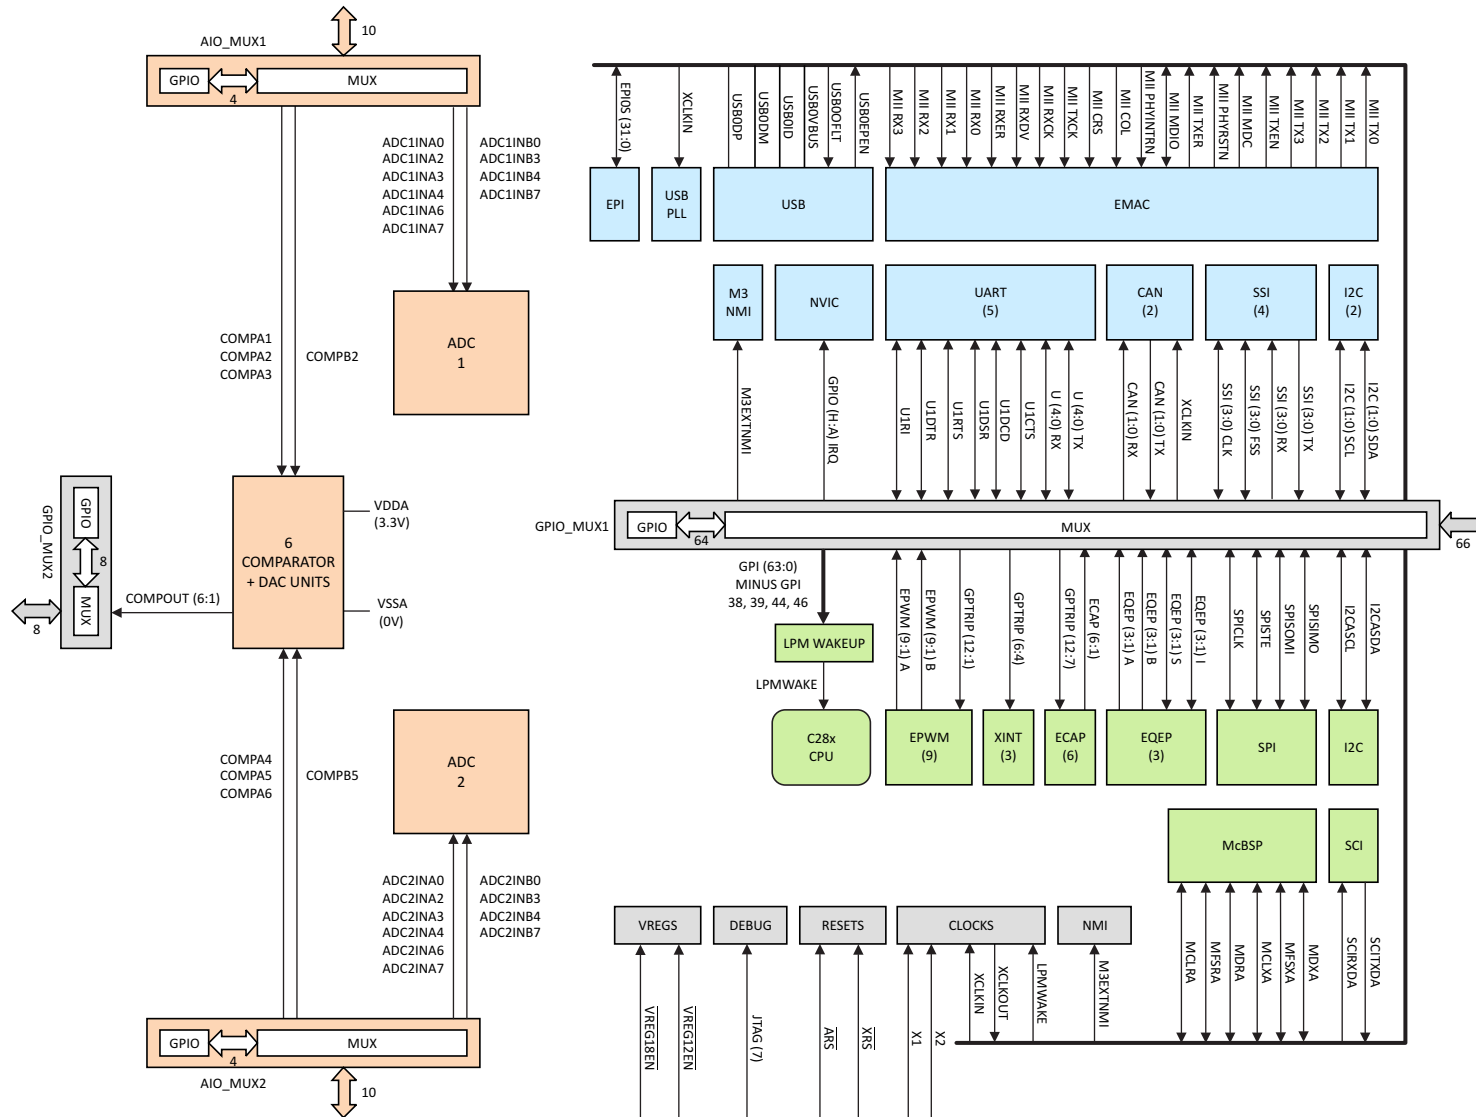 10
AIO_MUX1
GPIO
MUX
4
ADC1INA0
ADC1INA2
ADC1INA3
ADC1INA4
ADC1INA6
ADC1INA7
ADC1INB0
ADC1INB3
ADC1INB4
ADC1INB7
ADC
1
COMPA1
COMPA2
COMPA3
COMPB2
GPIO_MUX2
GPIO
8
MUX
8
COMPOUT (6:1)
6
COMPARATOR
+ DAC UNITS
VDDA
(3.3V)
VSSA
(0V)
COMPA4
COMPA5
COMPA6
COMPB5
ADC
2
ADC2INA0
ADC2INA2
ADC2INA3
ADC2INA4
ADC2INA6
ADC2INA7
ADC2INB0
ADC2INB3
ADC2INB4
ADC2INB7
GPIO
MUX
4
AIO_MUX2
10
EPI0S (31:0)
XCLKIN
USB0DP
USB0DM
USB0ID
USB0VBUS
USB0OFLT
USB0EPEN
MII RX3
MII RX2
MII RX1
MII RX0
MII RXER
MII RXDV
MII RXCK
MII TXCK
MII CRS
MII COL
MII PHYINTRN
MII MDIO
MII TXER
MII PHYRSTN
MII MDC
MII TXEN
MII TX3
MII TX2
MII TX1
MII TX0
EPI
USB
PLL
USB
EMAC
M3
NMI
NVIC
UART
(5)
CAN
(2)
SSI
(4)
I2C
(2)
M3EXTNMI
GPIO (H:A) IRQ
U1RI
U1DTR
U1RTS
U1DSR
U1DCD
U1CTS
U (4:0) RX
U (4:0) TX
CAN (1:0) RX
CAN (1:0) TX
XCLKIN
SSI (3:0) CLK
SSI (3:0) FSS
SSI (3:0) RX
SSI (3:0) TX
I2C (1:0) SCL
I2C (1:0) SDA
GPIO_MUX1
GPIO
64
MUX
66
GPI (63:0)
MINUS GPI
38, 39, 44, 46
LPM WAKEUP
LPMWAKE
C28x
CPU
EPWM (9:1) A
EPWM (9:1) B
GPTRIP (12:1)
GPTRIP (6:4)
GPTRIP (12:7)
ECAP (6:1)
EQEP (3:1) A
EQEP (3:1) B
EQEP (3:1) S
EQEP (3:1) I
SPICLK
SPISTE
SPISOMI
SPISIMO
I2CASCL
I2CASDA
EPWM
(9)
XINT
(3)
ECAP
(6)
EQEP
(3)
SPI
I2C
McBSP
SCI
MCLRA
MFSRA
MDRA
MCLXA
MFSXA
MDXA
SCIRXDA
SCITXDA
VREGS
DEBUG
RESETS
CLOCKS
NMI
VREG18EN
VREG12EN
JTAG (7)
ARS
XRS
X1
X2
XCLKIN
XCLKOUT
LPMWAKE
M3EXTNMI